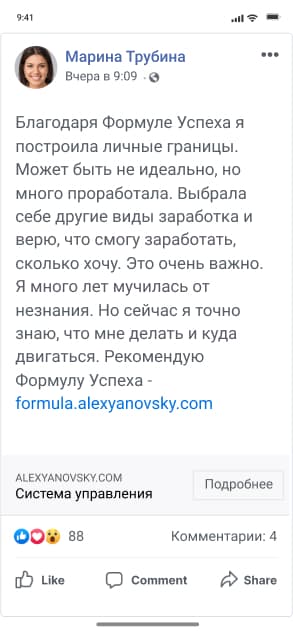 9:41
Марина Трубина
Вчера в 9:09
Благодаря Формуле Успеха я
построила личные границы.
Может быть не идеально, но
много проработала. Выбрала
себе другие виды заработка и
верю, что смогу заработать,
сколько хочу. Это очень важно.
Я много лет мучилась от
незнания. Но сейчас я точно
знаю, что мне делать и куда
двигаться. Рекомендую
Формулу Успеха -
formula.alexyanovsky.com
ALEXYANOVSKY.COM
Система управления
Подробнее
88
Комментарии: 4
Like
Comment
Share